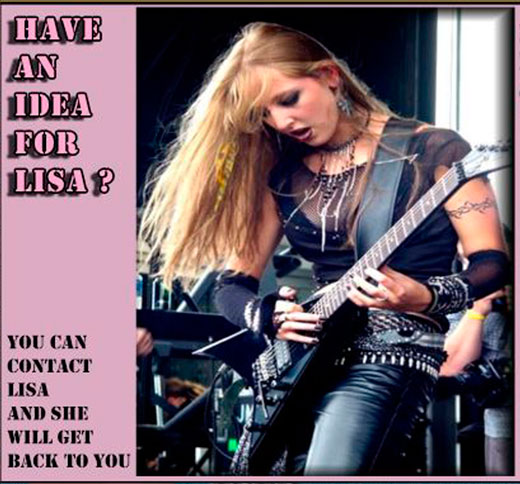 HAVE
AN
IDEA
FOR
LISA ?
YOU CAN
CONTACT
LISA
AND SHE
WILL GET
BACK TO YOU